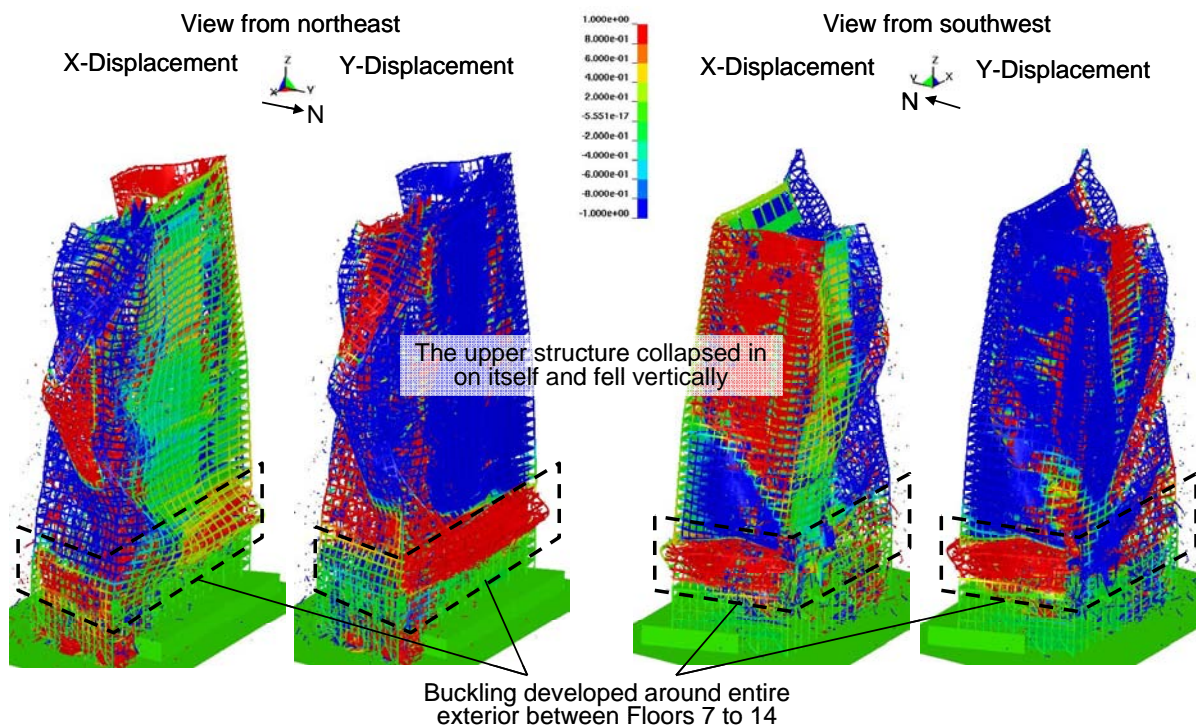 View from northeast
X-Displacement
Y-Displacement
Z
X
Y
N
1.000e+00
8.000e-01
6.000e-01
4.000e-01
2.000e-01
-5.551e-17
-2.000e-01
-4.000e-01
-6.000e-01
-8.000e-01
-1.000e+00
View from southwest
X-Displacement
Y-Displacement
Z
Y
X
N
The upper structure collapsed in
on itself and fell vertically
Buckling developed around entire
exterior between Floors 7 to 14